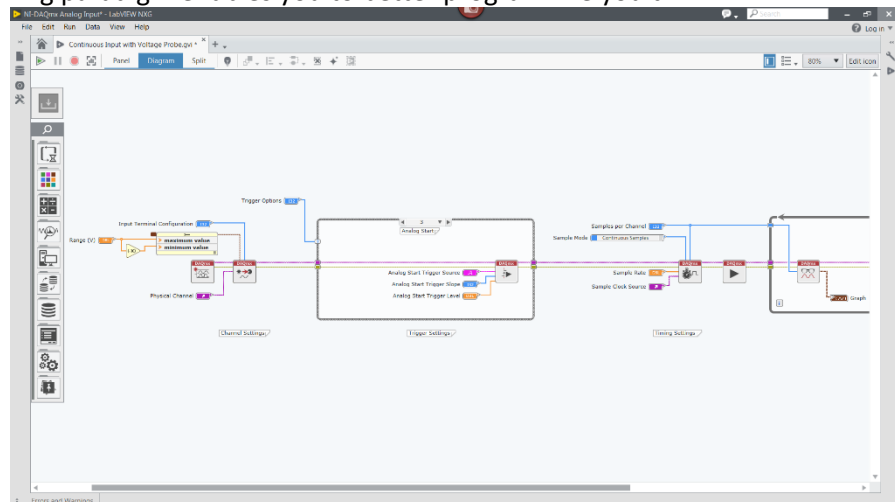 NI-DAQmx Analog Input* - LabVIEW NXG
Search
File Edit Run Data View Help
Log in
Continuous Input with Voltage Probe.gvi *
Panel Diagram Split
80%
Edit icon
Trigger Options
Input Terminal Configuration
Range (V)
maximum value
minimum value
Physical Channel
Channel Settings
3
Analog Start
Analog Start Trigger Source
Analog Start Trigger Slope
Analog Start Trigger Level
Trigger Settings
Samples per Channel
Sample Mode
Continuous Samples
Sample Rate
Sample Clock Source
Timing Settings
Graph
Errors and Warnings